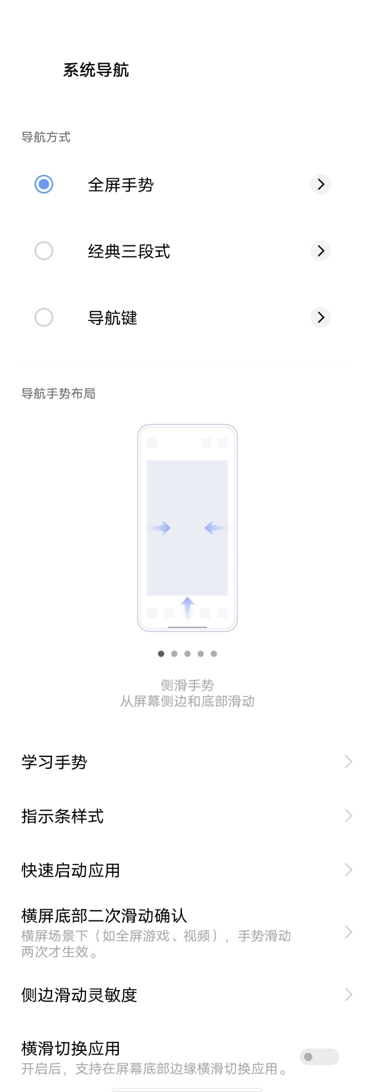 系统导航
导航方式
全屏手势
经典三段式
导航键
导航手势布局
侧滑手势
从屏幕侧边和底部滑动
学习手势
指示条样式
快速启动应用
横屏底部二次滑动确认
横屏场景下（如全屏游戏、视频），手势滑动
两次才生效。
侧边滑动灵敏度
横滑切换应用
开启后，支持在屏幕底部边缘横滑切换应用。